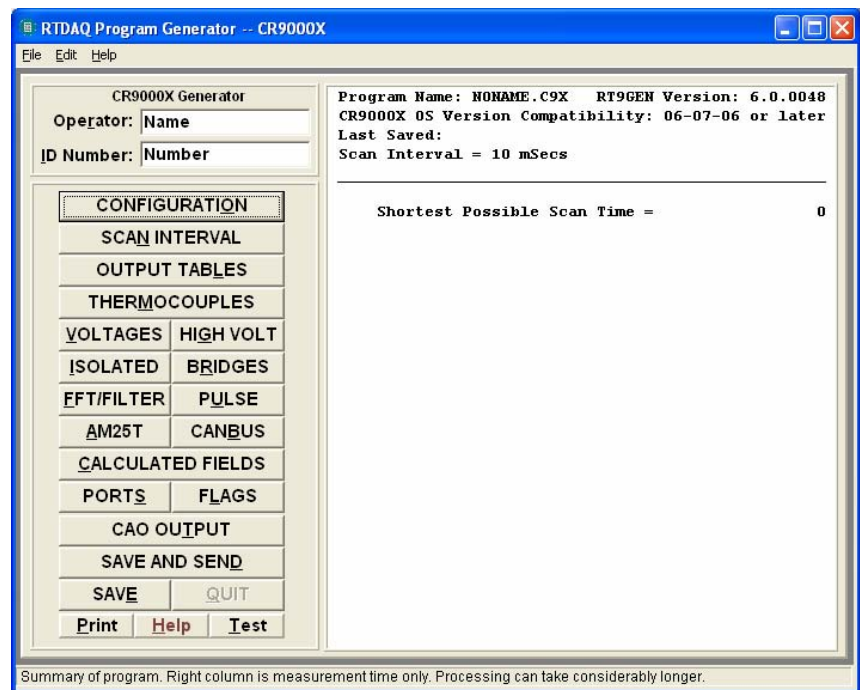 RTDAQ Program Generator -- CR9000X
File Edit Help
CR9000X Generator
Operator: Name
ID Number: Number
CONFIGURATION
SCAN INTERVAL
OUTPUT TABLES
THERMOCOUPLES
VOLTAGES HIGH VOLT
ISOLATED BRIDGES
FFT/FILTER PULSE
AM25T CANBUS
CALCULATED FIELDS
PORTS FLAGS
CAO OUTPUT
SAVE AND SEND
SAVE QUIT
Print Help Test
Program Name: NONAME.C9X RT9GEN Version: 6.0.0048
CR9000X OS Version Compatibility: 06-07-06 or later
Last Saved:
Scan Interval = 10 mSecs
Shortest Possible Scan Time = 0
Summary of program. Right column is measurement time only. Processing can take considerably longer.